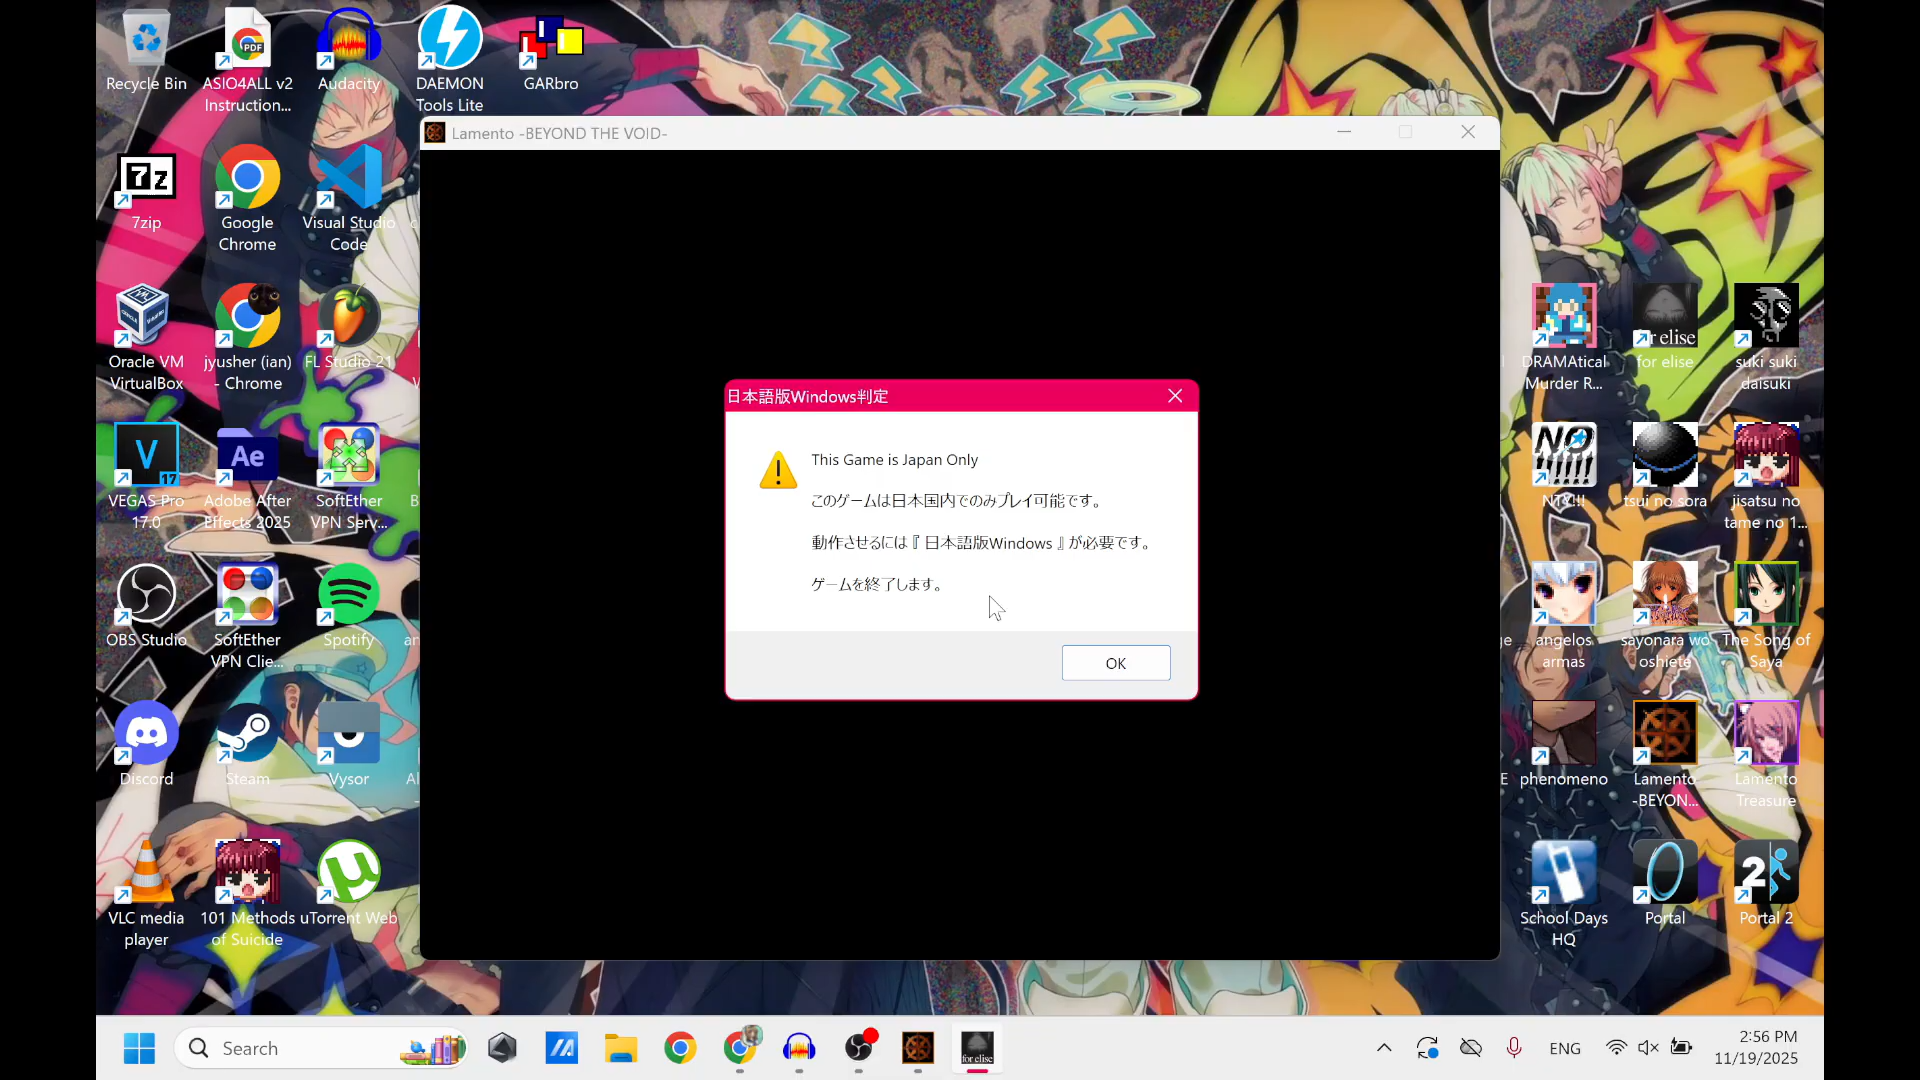 Recycle Bin
ASIO4ALL v2
Instruction...
Audacity
DAEMON
Tools Lite
GARbro
Lamento -BEYOND THE VOID-
7zip
Google
Chrome
Visual Studio
Code
Oracle VM
VirtualBox
jyusher (ian)
- Chrome
FL Studio 21
DRAMAtical
Murder R...
for elise
suki suki
daisuki
日本語版Windows判定
This Game is Japan Only
このゲームは日本国内でのみプレイ可能です。
動作させるには『 日本語版Windows 』が必要です。
ゲームを終了します。
OK
VEGAS Pro
17.0
Adobe After
Effects 2025
SoftEther
VPN Serv...
tsui no sora
jisatsu no
tame no 1...
OBS Studio
SoftEther
VPN Clie...
Spotify
angelos
armas
sayonara wo
oshiete
The Song of
Saya
Discord
Steam
Vysor
phenomeno
Lamento
-BEYON...
Lamento
Treasure
VLC media
player
101 Methods
of Suicide
uTorrent Web
School Days
HQ
Portal
Portal 2
Search
ENG
2:56 PM
11/19/2025